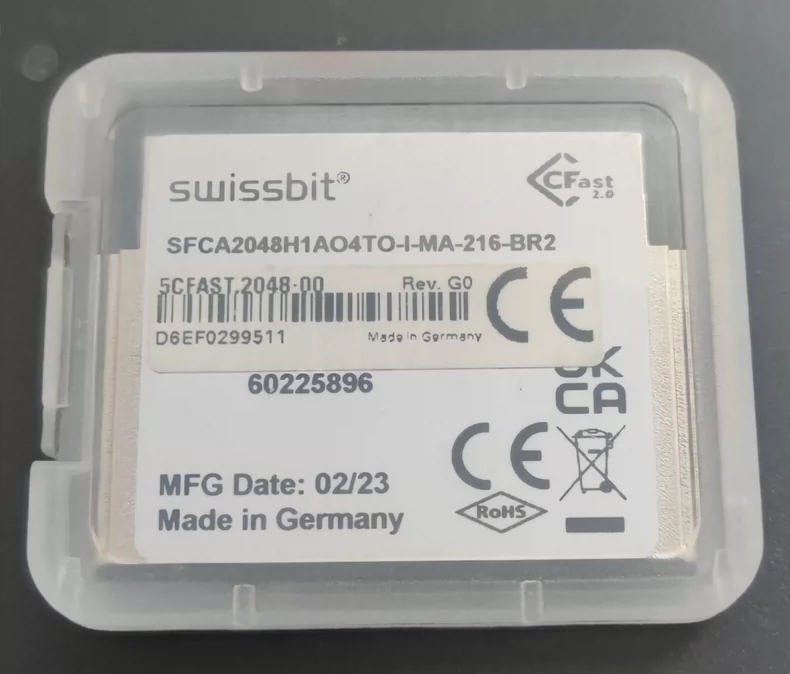 swissbit®
CFast
2.0
SFCA2048H1AO4TO-I-MA-216-BR2
5CFAST.2048-00 Rev. G0
CE
D6EF0299511 Made in Germany
60225896
UK
CA
CE
MFG Date: 02/23
RoHS
Made in Germany